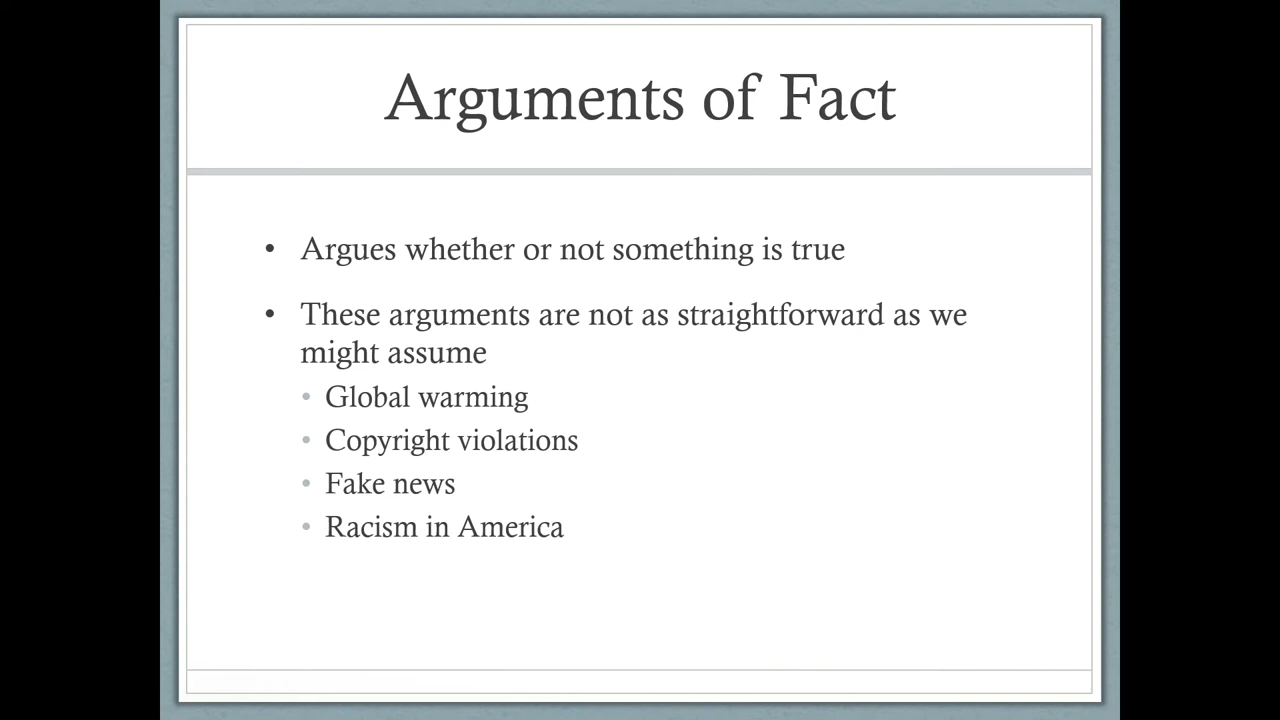 Arguments of Fact
• Argues whether or not something is true
• These arguments are not as straightforward as we
might assume
• Global warming
• Copyright violations
• Fake news
• Racism in America